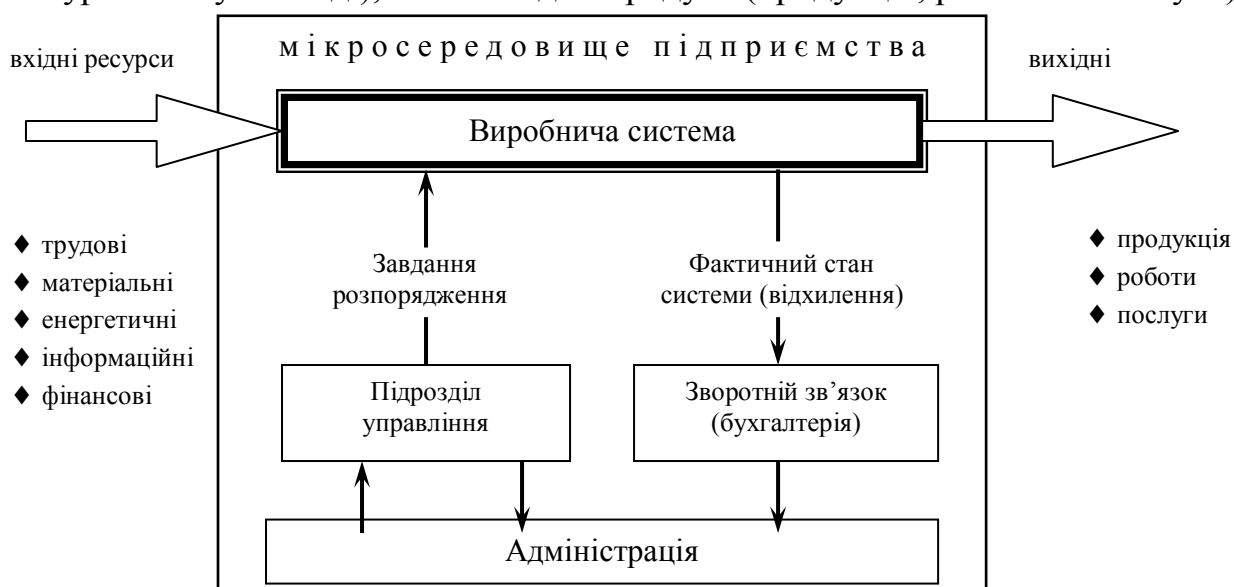 мікросередовище підприємства
вхідні ресурси
вихідні
Виробнича система
♦ трудові
♦ матеріальні
♦ енергетичні
♦ інформаційні
♦ фінансові
Завдання
розпорядження
Фактичний стан
системи (відхилення)
♦ продукція
♦ роботи
♦ послуги
Підрозділ
управління
Зворотній зв’язок
(бухгалтерія)
Адміністрація